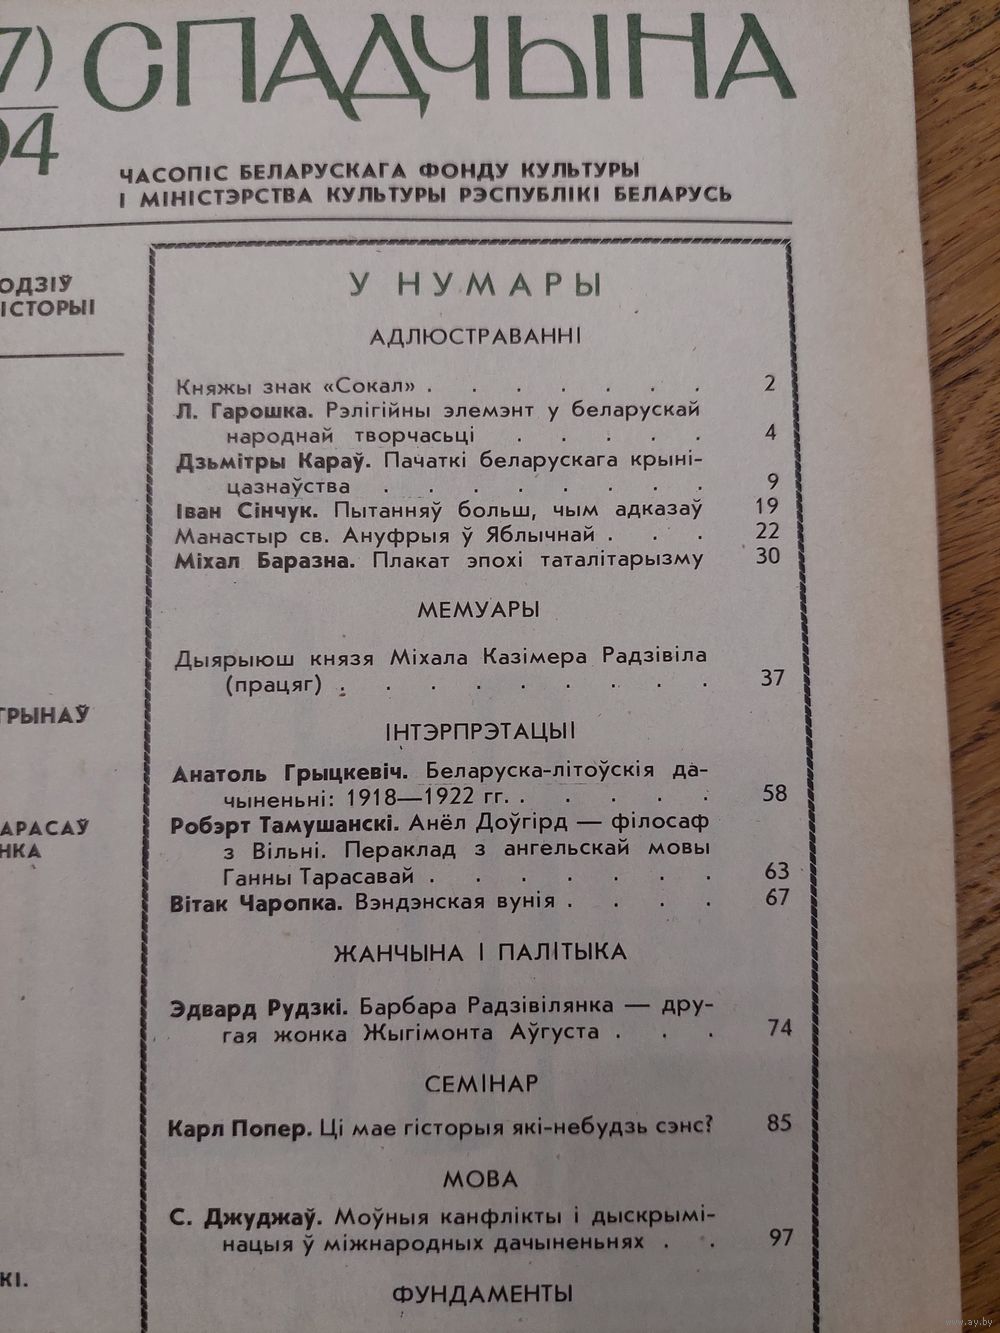 7) СПАДЧЫНА
94
ЧАСОПІС БЕЛАРУСКАГА ФОНДУ КУЛЬТУРЫ
І МІНІСТЭРСТВА КУЛЬТУРЫ РЭСПУБЛІКІ БЕЛАРУСЬ
У НУМАРЫ
АДЛЮСТРАВАННІ
Княжы знак «Сокал» . . . . . . . 2
Л. Гарошка. Рэлігійны элемэнт у беларускай
народнай творчасьці . . . . . 4
Дзьмітры Караў. Пачаткі беларускага крыні-
цазнаўства . . . . . . . . 9
Іван Сінчук. Пытанняў больш, чым адказаў 19
Манастыр св. Ануфрыя ў Яблычнай . . . 22
Міхал Баразна. Плакат эпохі таталітарызму 30
МЕМУАРЫ
Дыярыюш князя Міхала Казімера Радзівіла
(працяг) . . . . . . . . . 37
ІНТЭРПРЭТАЦЫІ
Анатоль Грыцкевіч. Беларуска-літоўскія да-
чыненьні: 1918—1922 гг. . . . . . 58
Робэрт Тамушанскі. Анёл Доўгірд — філосаф
з Вільні. Пераклад з ангельскай мовы
Ганны Тарасавай . . . . . . . 63
Вітак Чаропка. Вэндэнская вунія . . . . 67
ЖАНЧЫНА І ПАЛІТЫКА
Эдвард Рудзкі. Барбара Радзівілянка — дру-
гая жонка Жыгімонта Аўгуста . . . 74
СЕМІНАР
Карл Попер. Ці мае гісторыя які-небудзь сэнс? 85
МОВА
С. Джуджаў. Моўныя канфлікты і дыскрымі-
нацыя ў міжнародных дачыненьнях . . 97
ФУНДАМЕНТЫ
ОДЗІЎ
ІСТОРЫІ
ГРЫНАЎ
АРАСАЎ
НКА
КІ.
www.ay.by